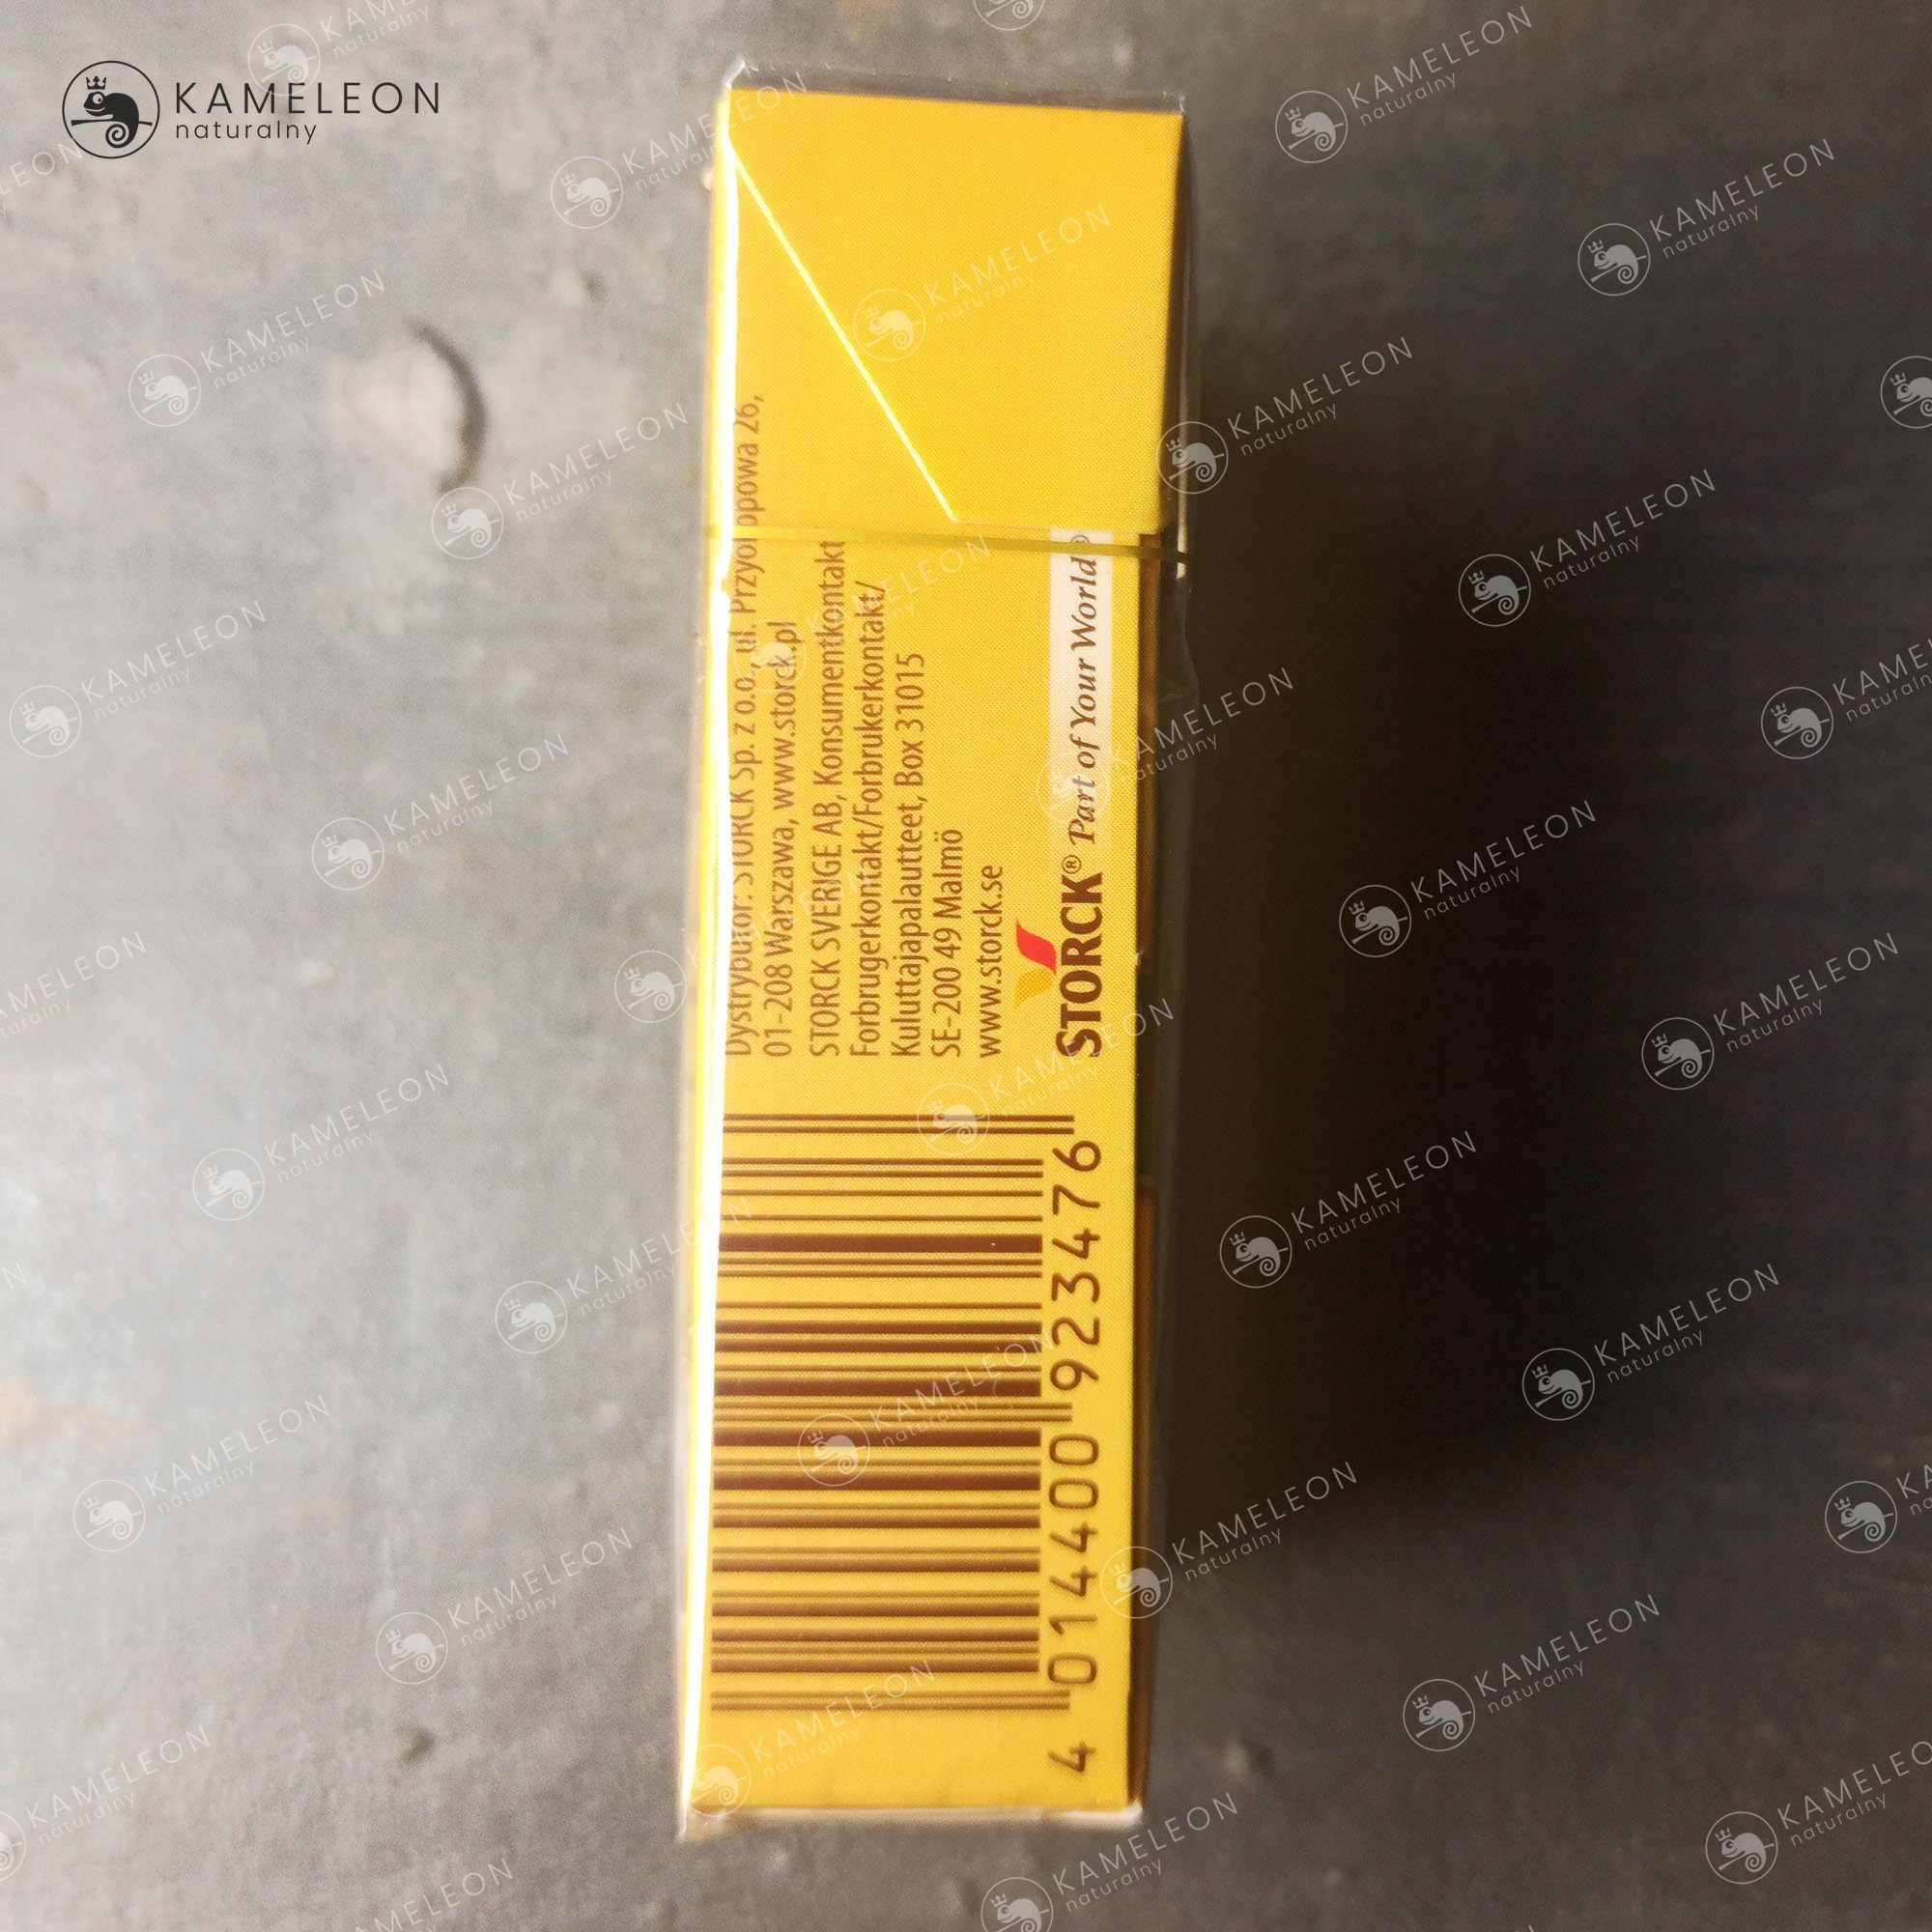 KAMELEON
naturalny
Dystrybutor: STORCK Sp. z o.o., ul. 26,
01-208 Warszawa, www.storck.pl
STORCK SVERIGE AB, Konsumentkontakt
Forbrugerkontakt/Forbrukerkontakt/
Kuluttajapalautteet, Box 31015
SE-200 49 Malmö
www.storck.se
STORCK® Part of Your World®
4 014400 923476